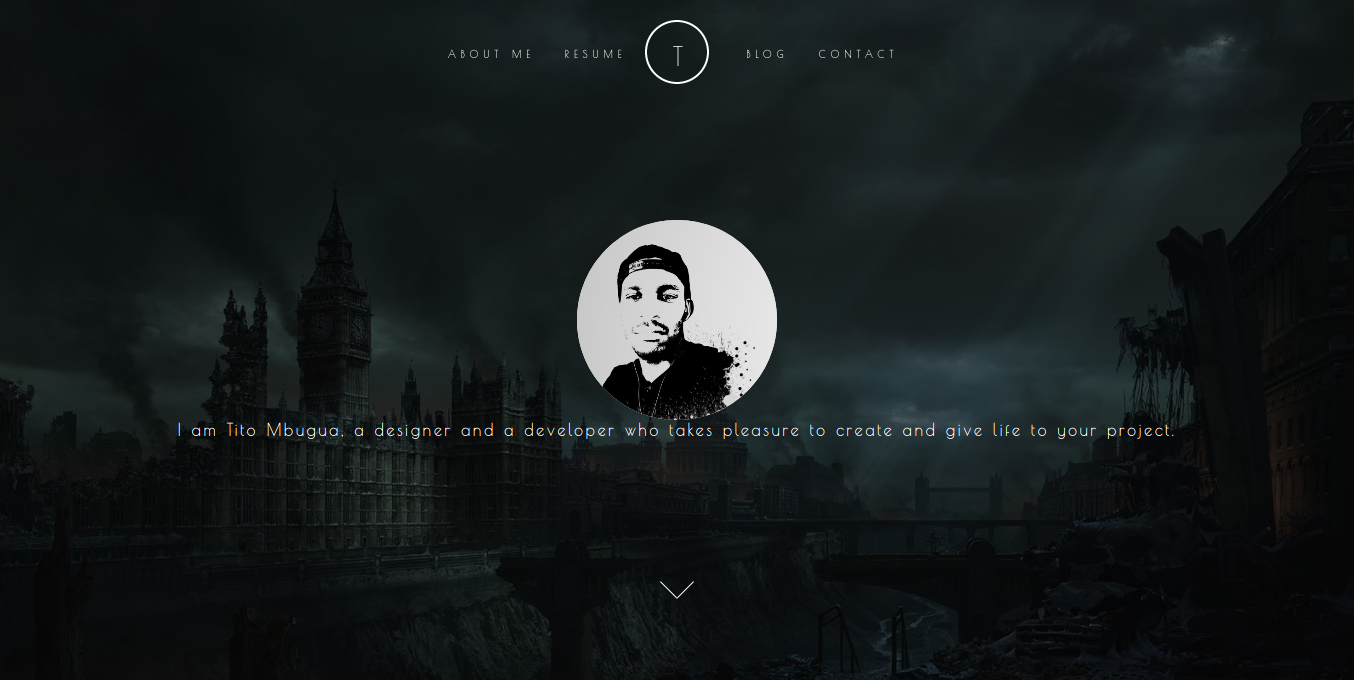 ABOUT ME RESUME T BLOG CONTACT
I am Tito Mbugua, a designer and a developer who takes pleasure to create and give life to your project.